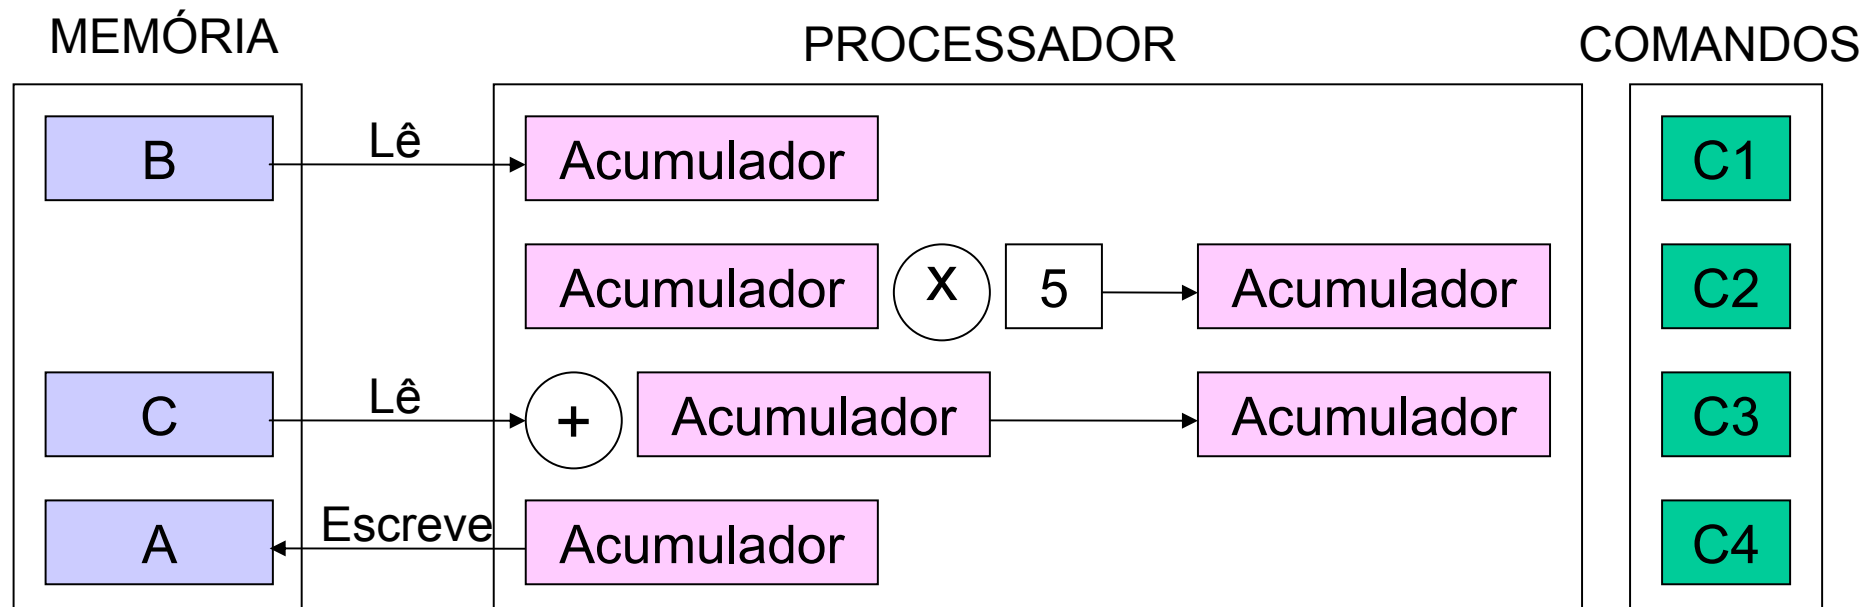 MEMÓRIA PROCESSADOR COMANDOS
B Lê Acumulador C1
Acumulador x 5 Acumulador C2
C Lê + Acumulador Acumulador C3
A Escreve Acumulador C4